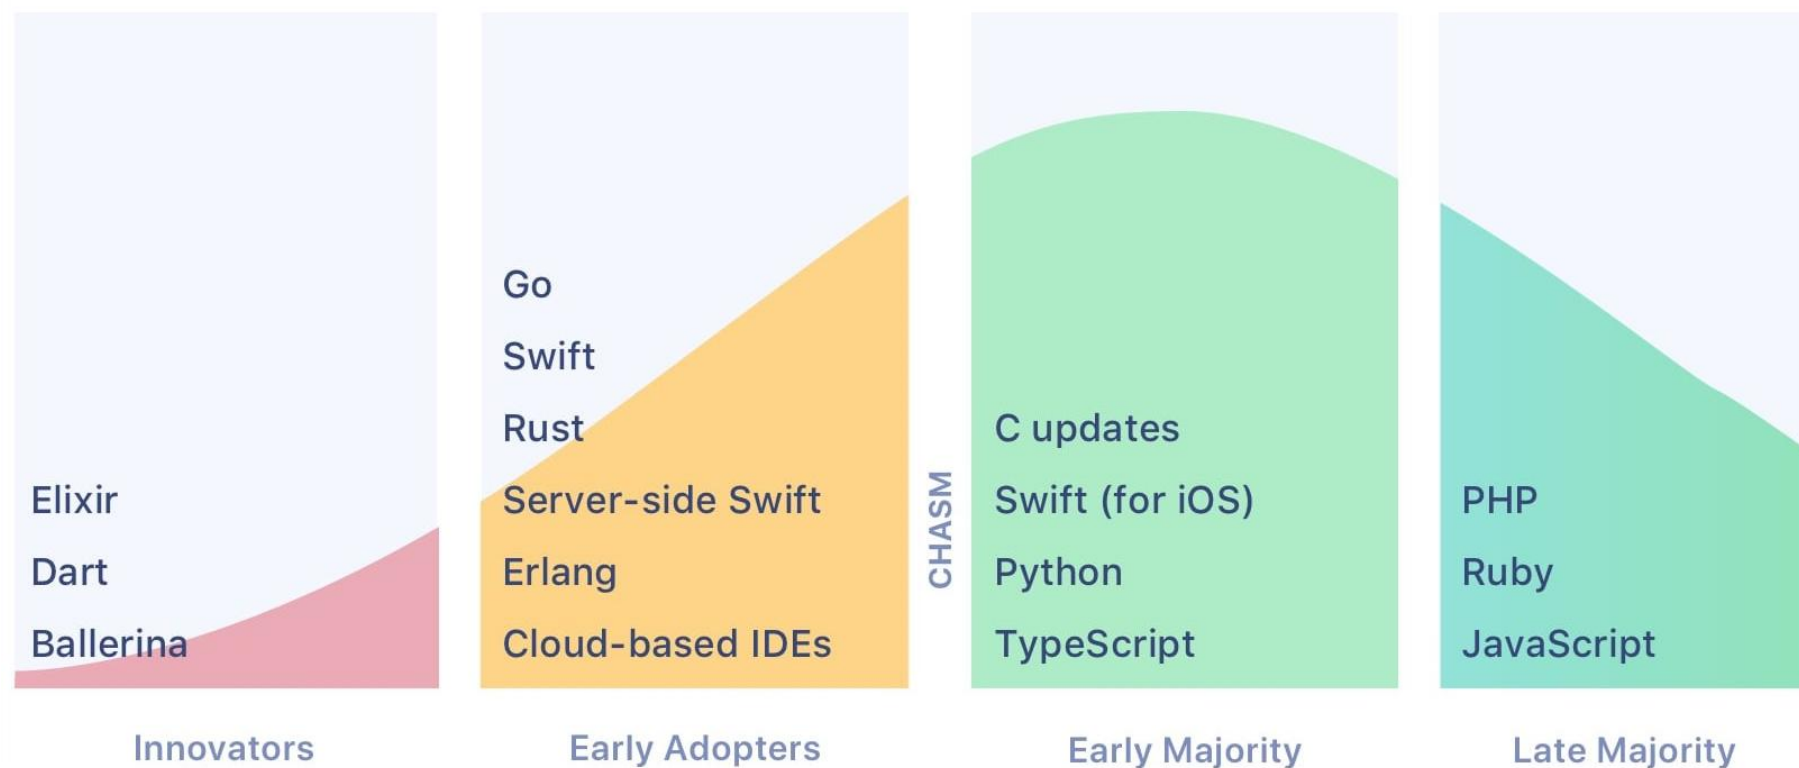 Elixir
Dart
Ballerina
Innovators
Go
Swift
Rust
Server-side Swift
Erlang
Cloud-based IDEs
Early Adopters
CHASM
C updates
Swift (for iOS)
Python
TypeScript
Early Majority
PHP
Ruby
JavaScript
Late Majority